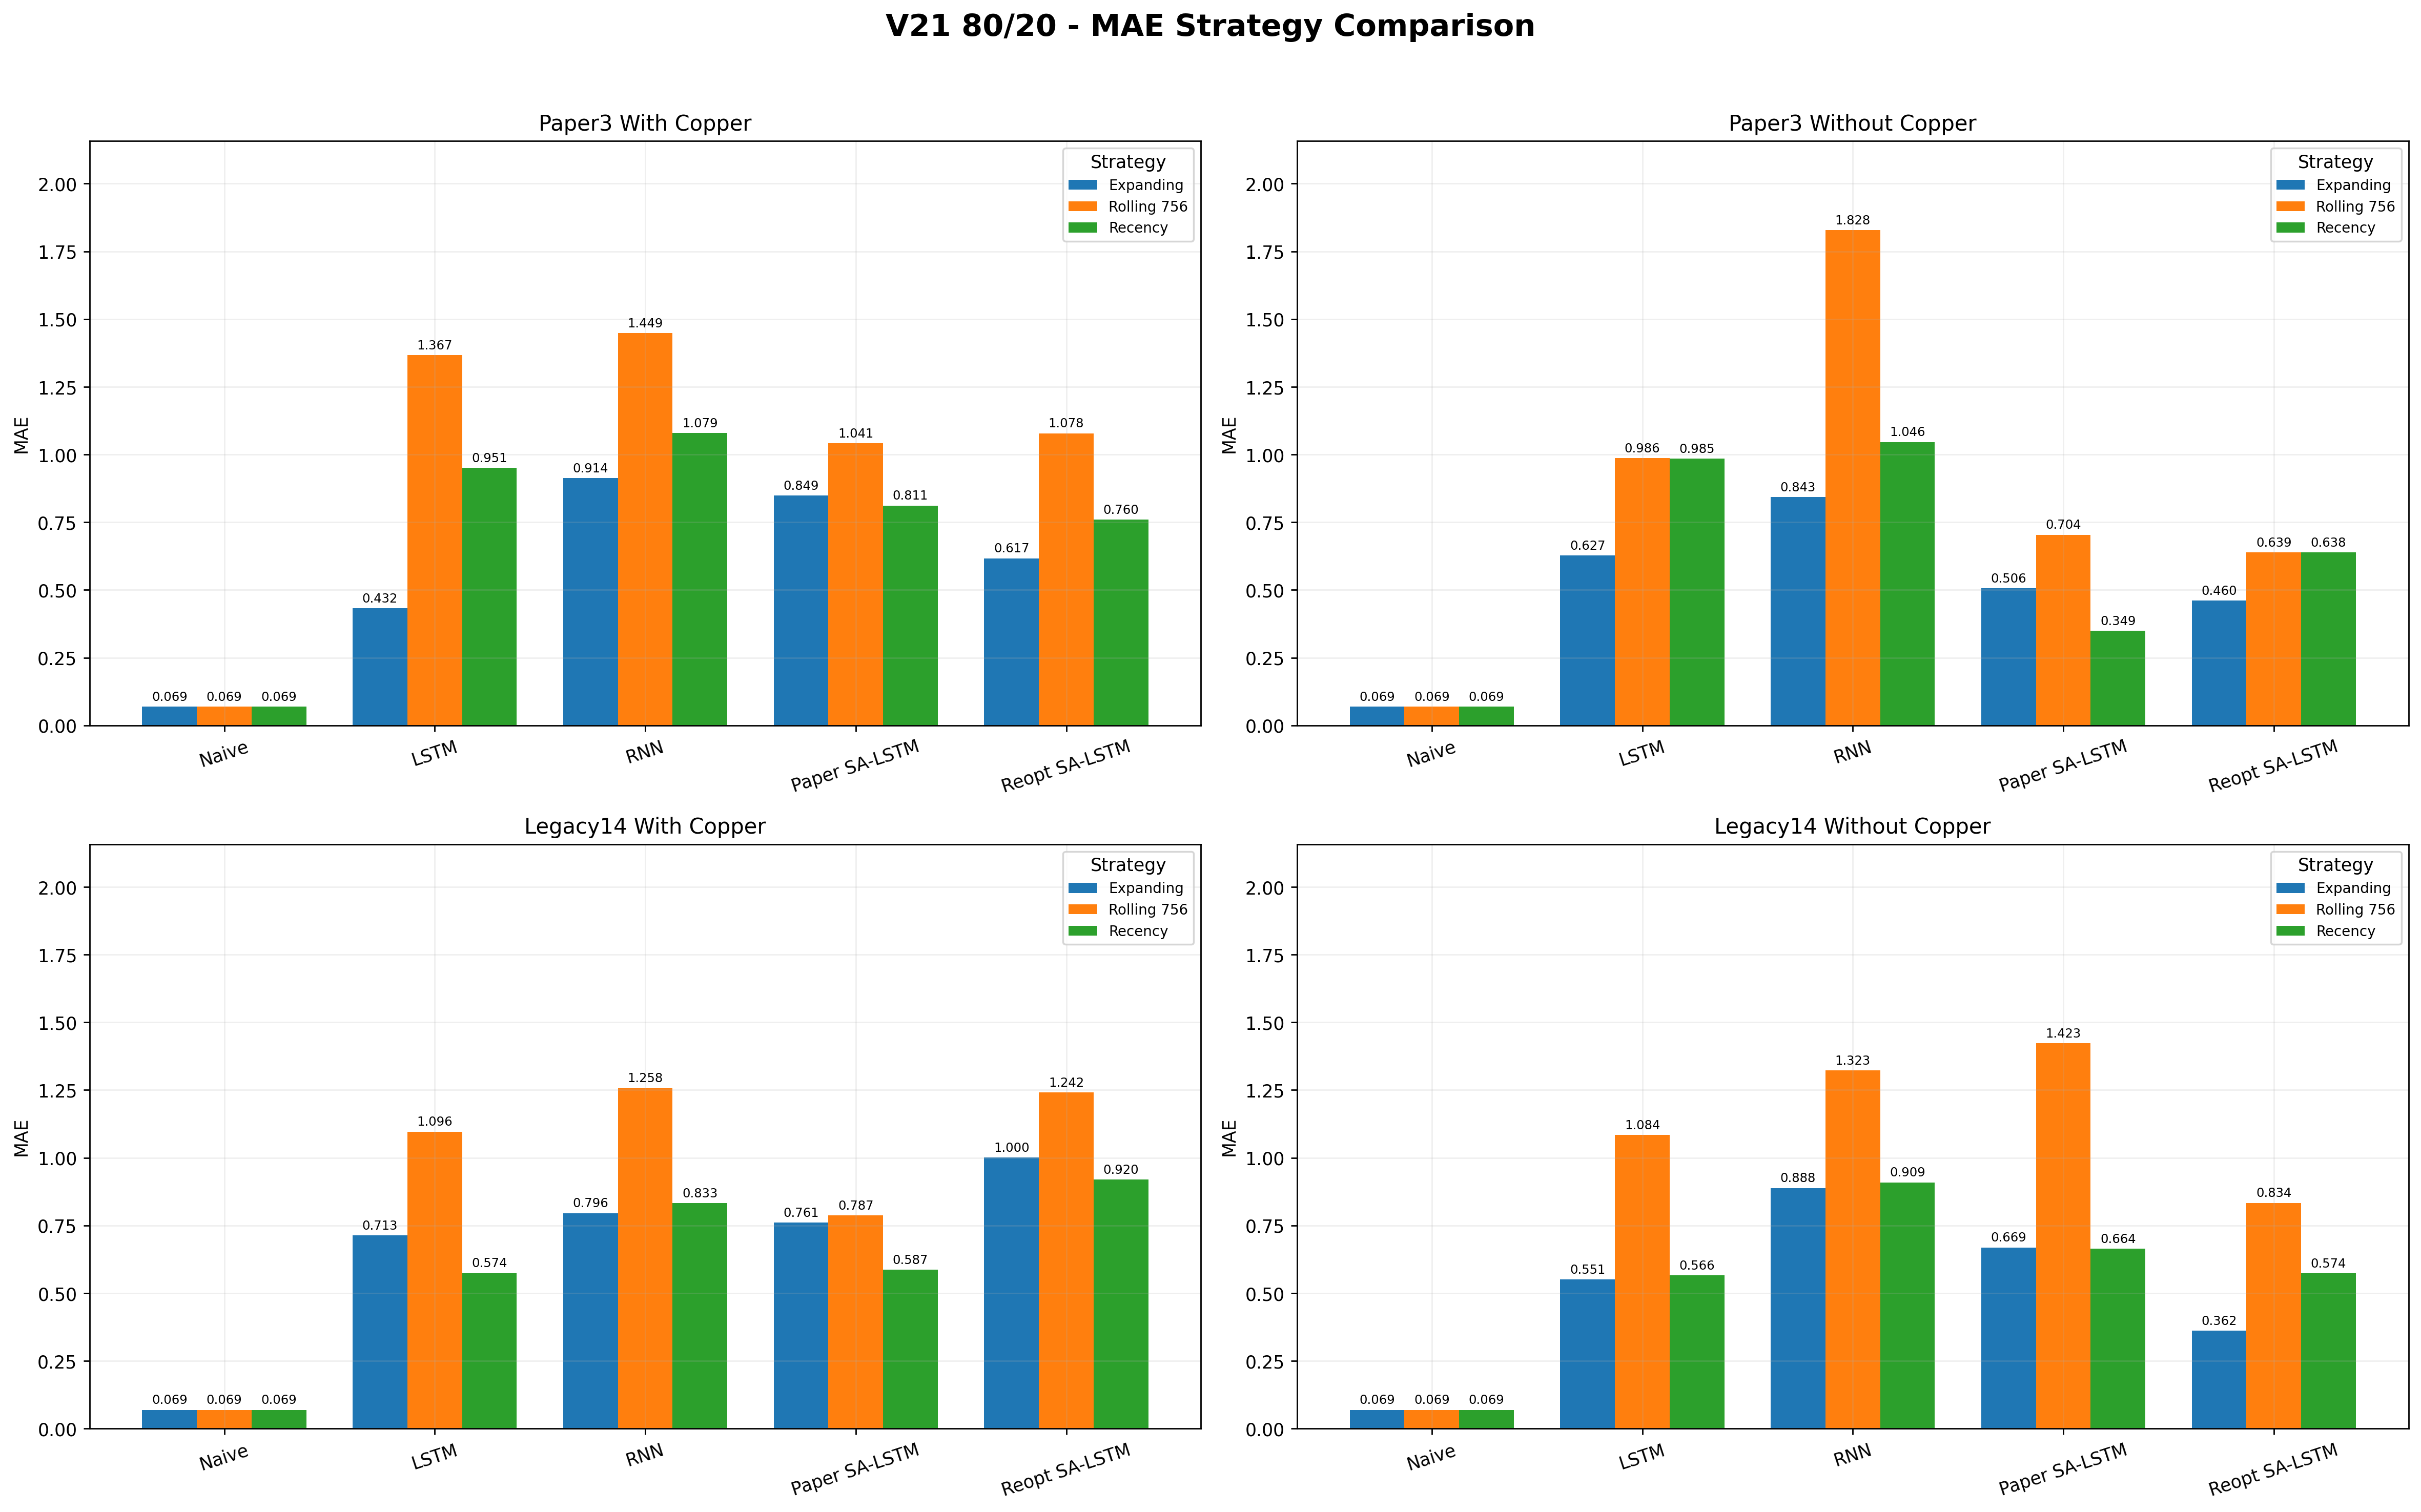 V21 80/20 - MAE Strategy Comparison
Paper3 With Copper
MAE
2.00
1.75
1.50
1.25
1.00
0.75
0.50
0.25
0.00
Strategy
Expanding
Rolling 756
Recency
0.069 0.069 0.069
0.432 1.367 0.951
0.914 1.449 1.079
0.849 1.041 0.811
0.617 1.078 0.760
Naive
LSTM
RNN
Paper SA-LSTM
Reopt SA-LSTM
Paper3 Without Copper
MAE
2.00
1.75
1.50
1.25
1.00
0.75
0.50
0.25
0.00
Strategy
Expanding
Rolling 756
Recency
0.069 0.069 0.069
0.627 0.986 0.985
0.843 1.828 1.046
0.506 0.704 0.349
0.460 0.639 0.638
Naive
LSTM
RNN
Paper SA-LSTM
Reopt SA-LSTM
Legacy14 With Copper
MAE
2.00
1.75
1.50
1.25
1.00
0.75
0.50
0.25
0.00
Strategy
Expanding
Rolling 756
Recency
0.069 0.069 0.069
0.713 1.096 0.574
0.796 1.258 0.833
0.761 0.787 0.587
1.000 1.242 0.920
Naive
LSTM
RNN
Paper SA-LSTM
Reopt SA-LSTM
Legacy14 Without Copper
MAE
2.00
1.75
1.50
1.25
1.00
0.75
0.50
0.25
0.00
Strategy
Expanding
Rolling 756
Recency
0.069 0.069 0.069
0.551 1.084 0.566
0.888 1.323 0.909
0.669 1.423 0.664
0.362 0.834 0.574
Naive
LSTM
RNN
Paper SA-LSTM
Reopt SA-LSTM